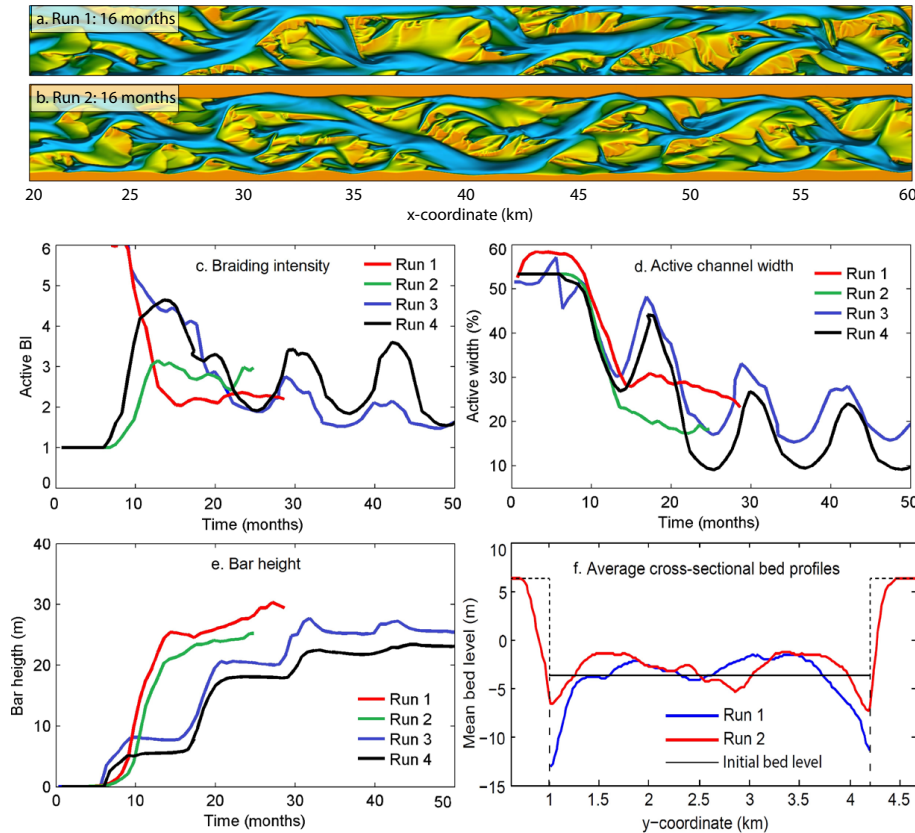 a. Run 1: 16 months
b. Run 2: 16 months
20 25 30 35 40 45 50 55 60
x-coordinate (km)
c. Braiding intensity
Run 1
Run 2
Run 3
Run 4
Active BI
6
5
4
3
2
1
0
0 10 20 30 40 50
Time (months)
d. Active channel width
Run 1
Run 2
Run 3
Run 4
Active width (%)
60
50
40
30
20
10
0 10 20 30 40 50
Time (months)
e. Bar height
Run 1
Run 2
Run 3
Run 4
Bar heigth (m)
40
30
20
10
0
0 10 20 30 40 50
Time (months)
f. Average cross-sectional bed profiles
Run 1
Run 2
Initial bed level
Mean bed level (m)
10
5
0
−5
−10
−15
1 1.5 2 2.5 3 3.5 4 4.5
y-coordinate (km)